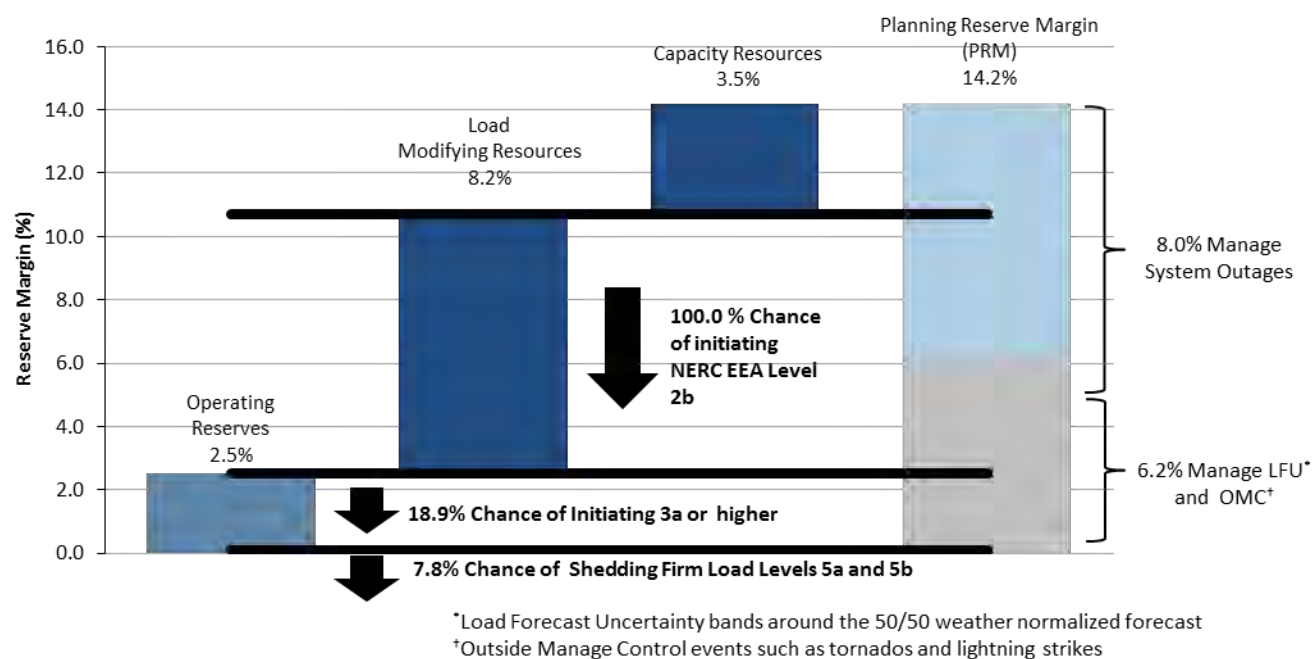 Planning Reserve Margin
(PRM)
14.2%
Capacity Resources
3.5%
Load
Modifying Resources
8.2%
Operating
Reserves
2.5%
Reserve Margin (%)
16.0
14.0
12.0
10.0
8.0
6.0
4.0
2.0
0.0
100.0 % Chance
of initiating
NERC EEA Level
2b
18.9% Chance of Initiating 3a or higher
7.8% Chance of Shedding Firm Load Levels 5a and 5b
8.0% Manage
System Outages
6.2% Manage LFU*
and OMC†
*Load Forecast Uncertainty bands around the 50/50 weather normalized forecast
†Outside Manage Control events such as tornados and lightning strikes